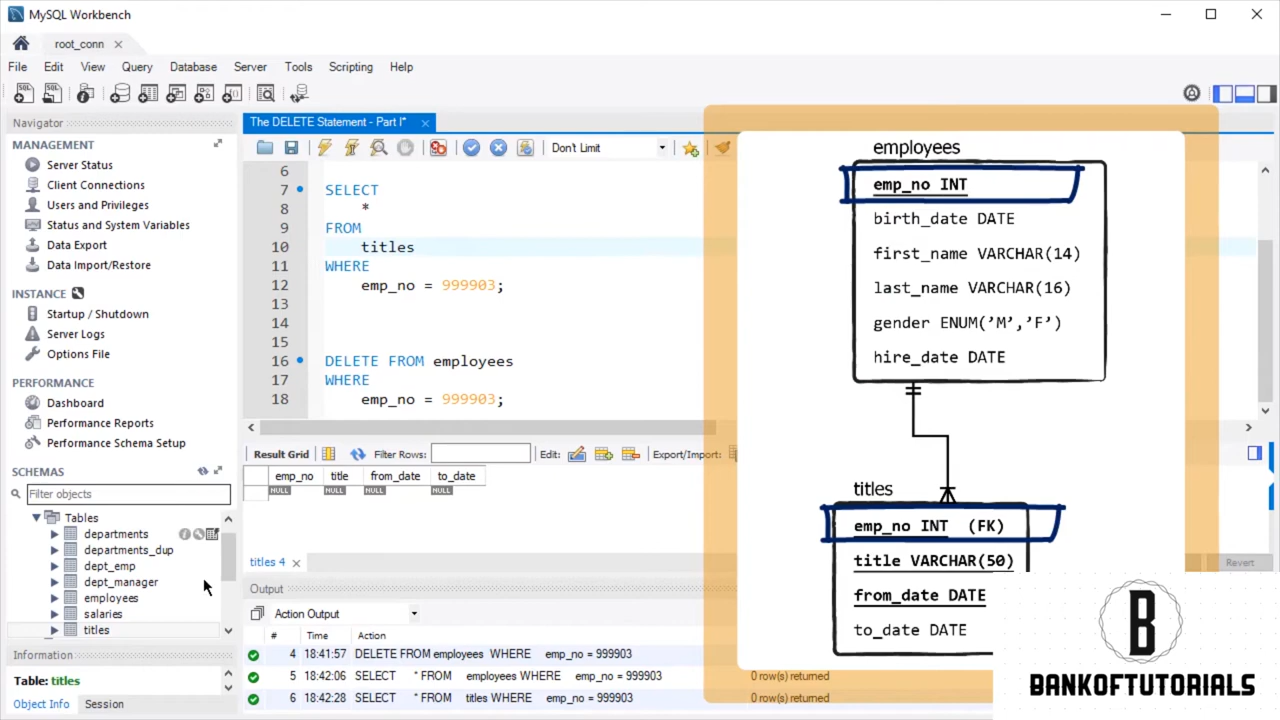 MySQL Workbench
root_conn
File Edit View Query Database Server Tools Scripting Help
Navigator
MANAGEMENT
Server Status
Client Connections
Users and Privileges
Status and System Variables
Data Export
Data Import/Restore
INSTANCE
Startup / Shutdown
Server Logs
Options File
PERFORMANCE
Dashboard
Performance Reports
Performance Schema Setup
SCHEMAS
Filter objects
Tables
departments
departments_dup
dept_emp
dept_manager
employees
salaries
titles
Information
Table: titles
Object Info Session
The DELETE Statement - Part I*
Don't Limit
6
7 SELECT
8 *
9 FROM
10 titles
11 WHERE
12 emp_no = 999903;
13
14
15
16 DELETE FROM employees
17 WHERE
18 emp_no = 999903;
Result Grid Filter Rows: Edit: Export/Import:
emp_no title from_date to_date
NULL NULL NULL NULL
titles 4
Revert
Output
Action Output
# Time Action
4 18:41:57 DELETE FROM employees WHERE emp_no = 999903
5 18:42:06 SELECT * FROM employees WHERE emp_no = 999903 0 row(s) returned
6 18:42:28 SELECT * FROM titles WHERE emp_no = 999903 0 row(s) returned
employees
emp_no INT
birth_date DATE
first_name VARCHAR(14)
last_name VARCHAR(16)
gender ENUM(’M’,’F’)
hire_date DATE
titles
emp_no INT (FK)
title VARCHAR(50)
from_date DATE
to_date DATE
B
BANKOFTUTORIALS